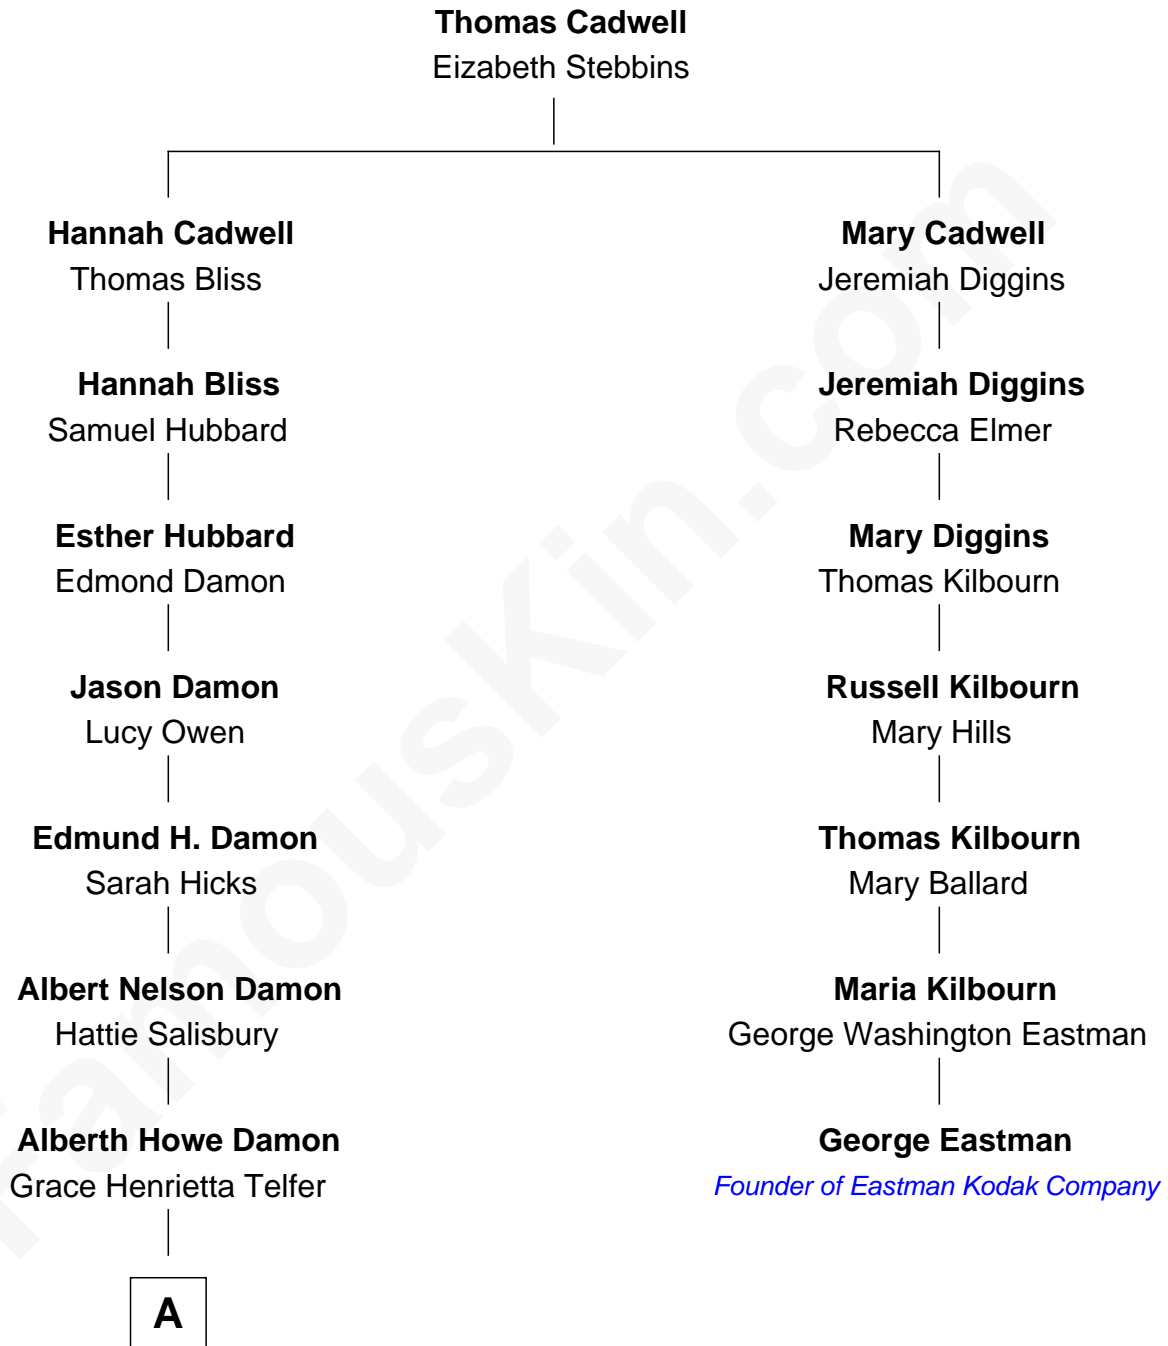 Thomas Cadwell
Eizabeth Stebbins
Hannah Cadwell
Thomas Bliss
Mary Cadwell
Jeremiah Diggins
Hannah Bliss
Samuel Hubbard
Jeremiah Diggins
Rebecca Elmer
Esther Hubbard
Edmond Damon
Mary Diggins
Thomas Kilbourn
Jason Damon
Lucy Owen
Russell Kilbourn
Mary Hills
Edmund H. Damon
Sarah Hicks
Thomas Kilbourn
Mary Ballard
Albert Nelson Damon
Hattie Salisbury
Maria Kilbourn
George Washington Eastman
Alberth Howe Damon
Grace Henrietta Telfer
George Eastman
Founder of Eastman Kodak Company
A
FamousKin.com